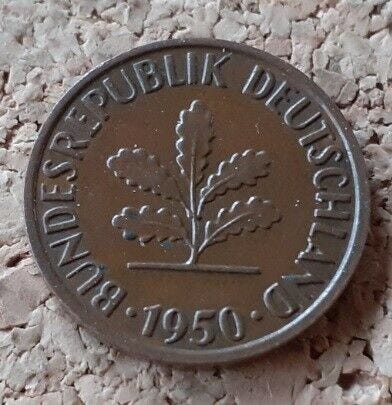 BUNDESREPUBLIK DEUTSCHLAND
· 1950 ·